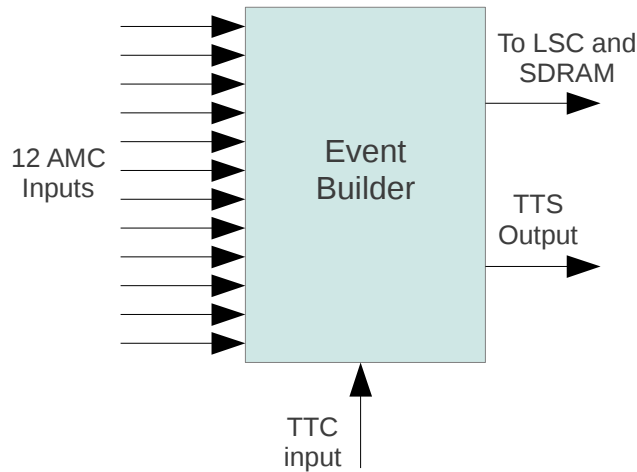 To LSC and
SDRAM
12 AMC
Inputs
Event
Builder
TTS
Output
TTC
input